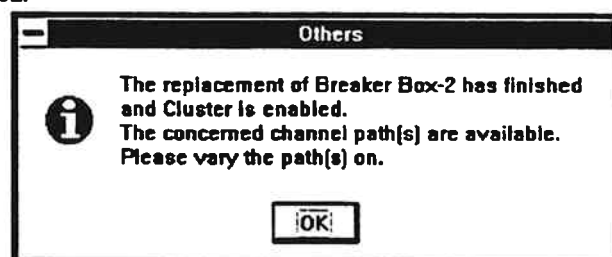 Others
The replacement of Breaker Box-2 has finished
and Cluster is enabled.
The concerned channel path(s) are available.
Please vary the path(s) on.
OK